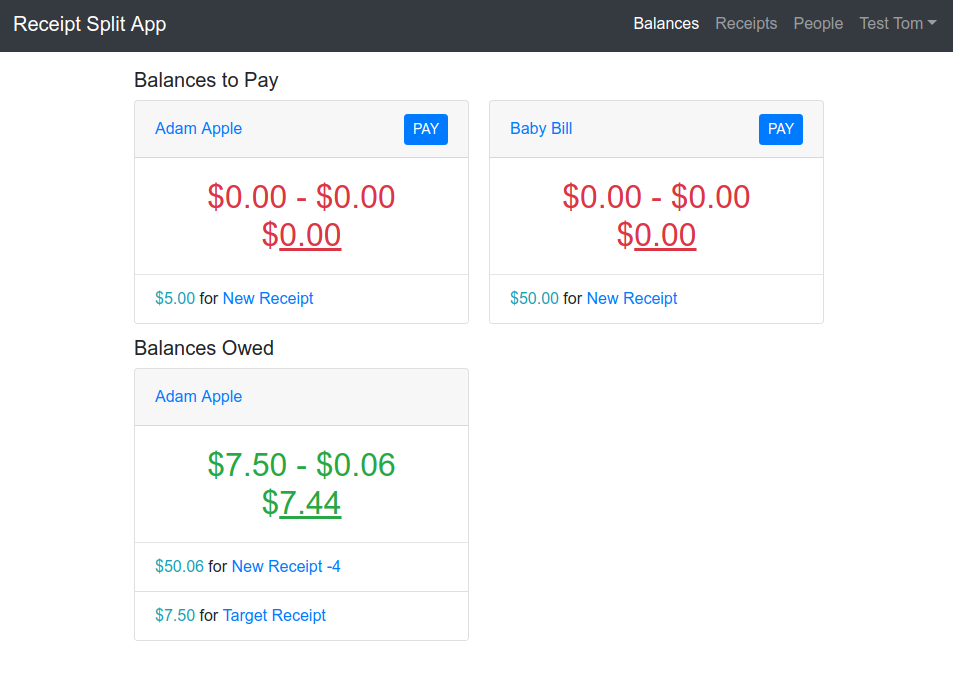 Receipt Split App Balances Receipts People Test Tom
Balances to Pay
Adam Apple PAY
$0.00 - $0.00
$0.00
$5.00 for New Receipt
Baby Bill PAY
$0.00 - $0.00
$0.00
$50.00 for New Receipt
Balances Owed
Adam Apple
$7.50 - $0.06
$7.44
$50.06 for New Receipt -4
$7.50 for Target Receipt